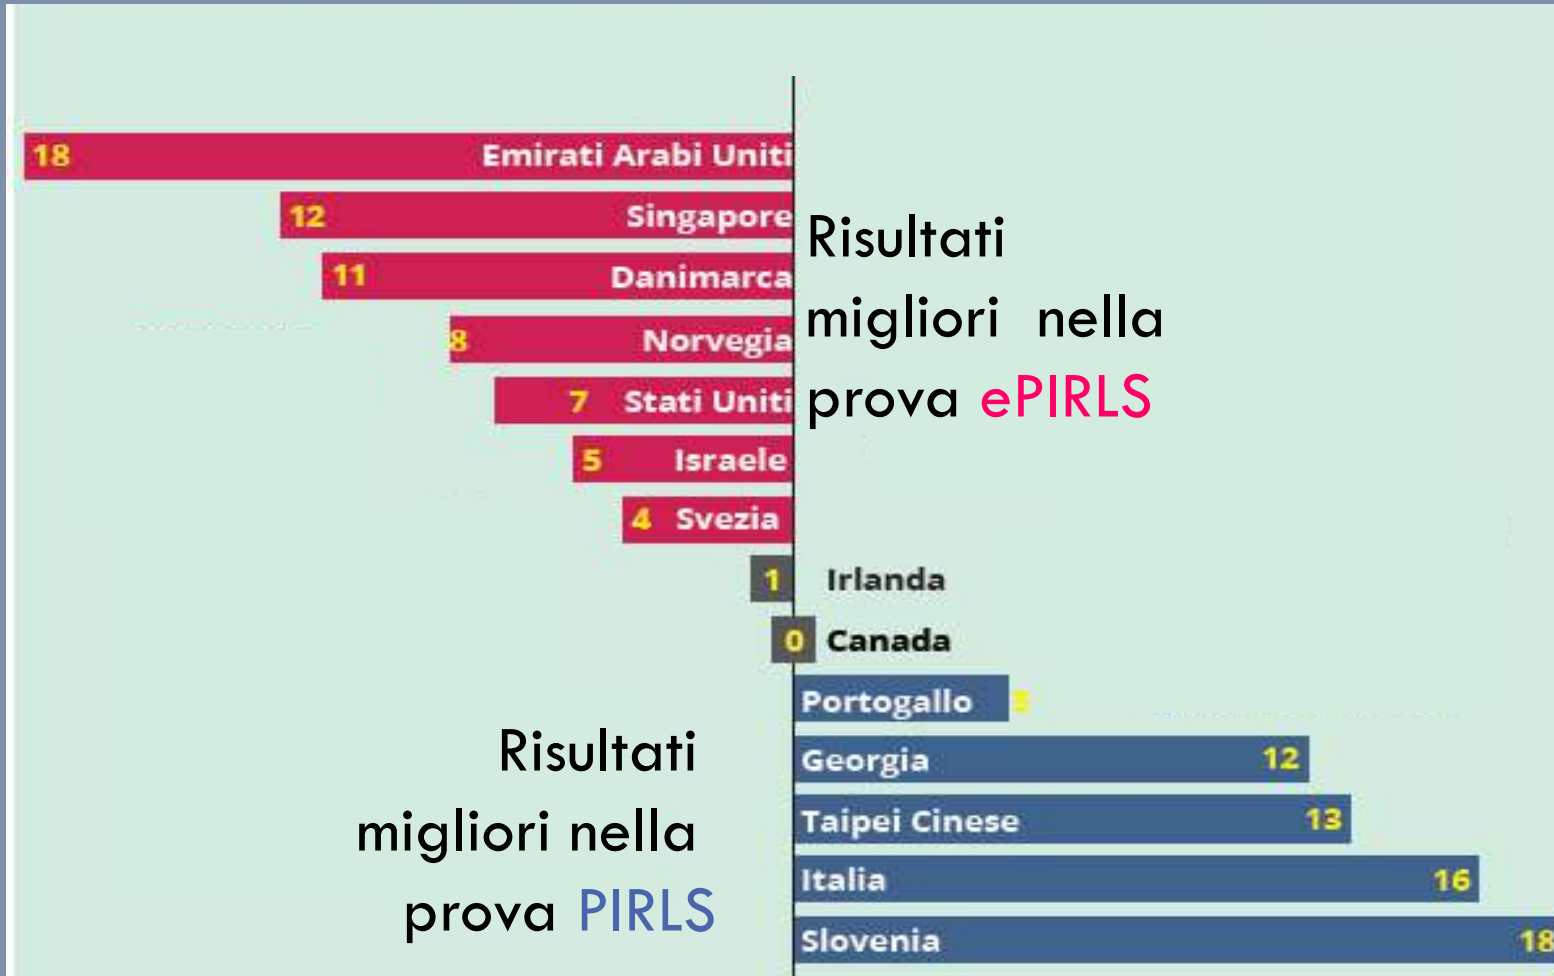 18 Emirati Arabi Uniti
12 Singapore
11 Danimarca
8 Norvegia
7 Stati Uniti
5 Israele
4 Svezia
Risultati
migliori nella
prova ePIRLS
1 Irlanda
0 Canada
Portogallo
Georgia 12
Taipei Cinese 13
Italia 16
Slovenia 18
Risultati
migliori nella
prova PIRLS